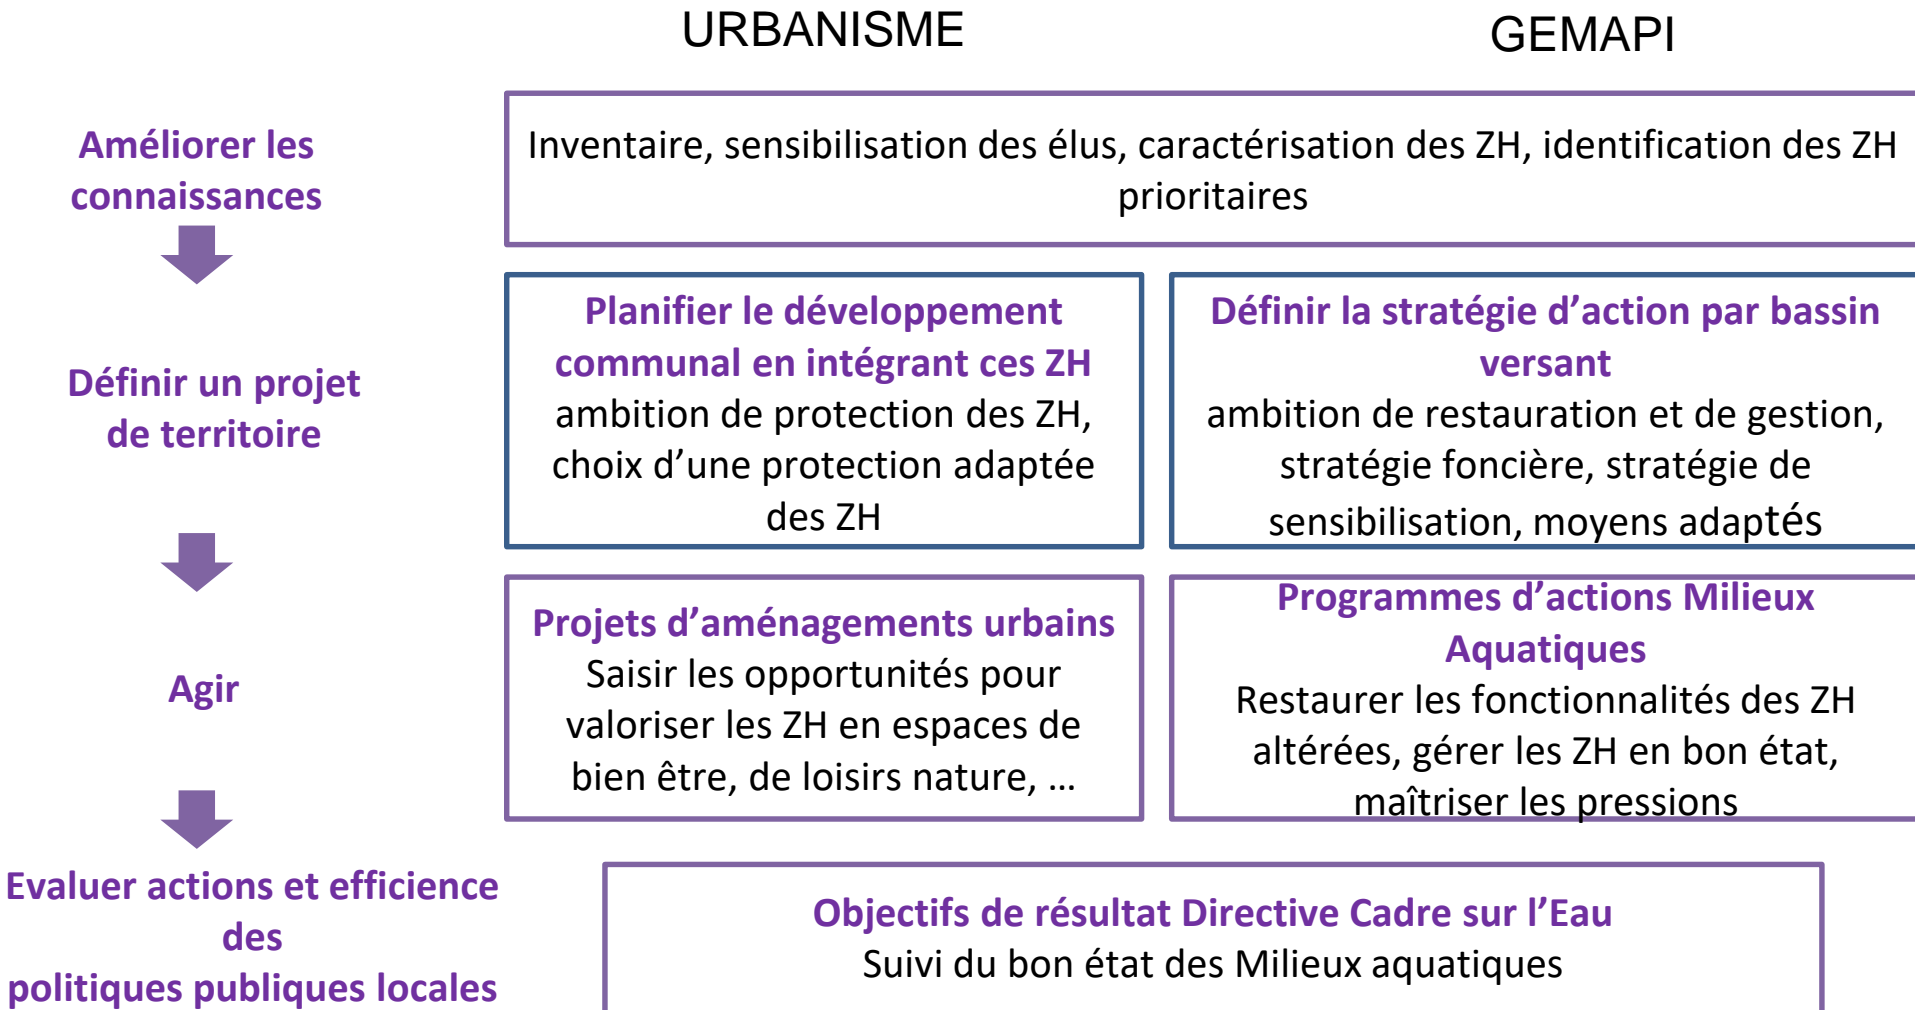 URBANISME
GEMAPI
Améliorer les
connaissances
Inventaire, sensibilisation des élus, caractérisation des ZH, identification des ZH
prioritaires
Définir un projet
de territoire
Planifier le développement
communal en intégrant ces ZH
ambition de protection des ZH,
choix d’une protection adaptée
des ZH
Définir la stratégie d’action par bassin
versant
ambition de restauration et de gestion,
stratégie foncière, stratégie de
sensibilisation, moyens adaptés
Agir
Projets d’aménagements urbains
Saisir les opportunités pour
valoriser les ZH en espaces de
bien être, de loisirs nature, …
Programmes d’actions Milieux
Aquatiques
Restaurer les fonctionnalités des ZH
altérées, gérer les ZH en bon état,
maîtriser les pressions
Evaluer actions et efficience
des
politiques publiques locales
Objectifs de résultat Directive Cadre sur l’Eau
Suivi du bon état des Milieux aquatiques